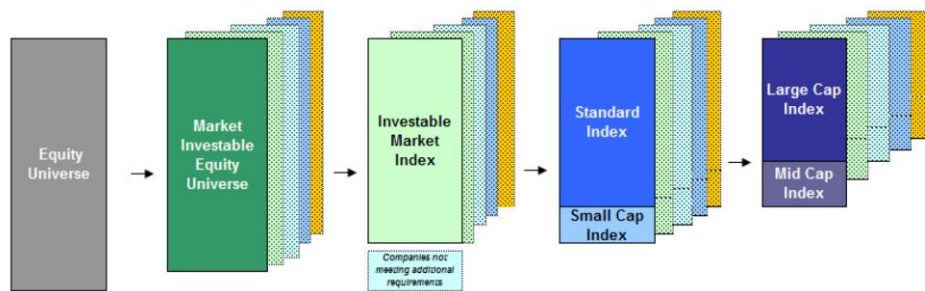 Equity
Universe
Market
Investable
Equity
Universe
Investable
Market
Index
Companies not
meeting additional
requirements
Standard
Index
Small Cap
Index
Large Cap
Index
Mid Cap
Index